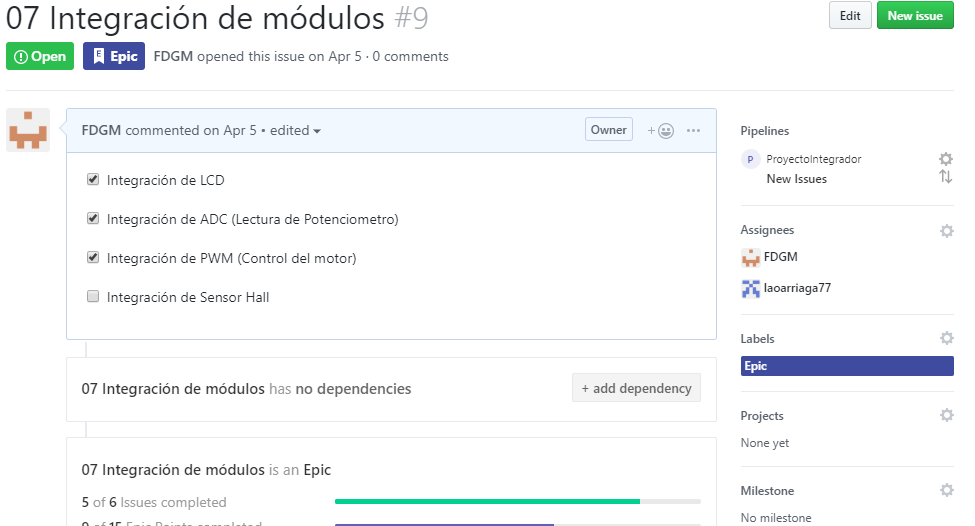 07 Integración de módulos #9
Edit
New issue
Open
Epic
FDGM opened this issue on Apr 5 · 0 comments
FDGM commented on Apr 5 • edited
Owner
Integración de LCD
Integración de ADC (Lectura de Potenciometro)
Integración de PWM (Control del motor)
Integración de Sensor Hall
07 Integración de módulos has no dependencies
+ add dependency
07 Integración de módulos is an Epic
5 of 6 Issues completed
9 of 15 Epic Points completed
Pipelines
P ProyectoIntegrador
New Issues
Assignees
FDGM
laoarriaga77
Labels
Epic
Projects
None yet
Milestone
No milestone